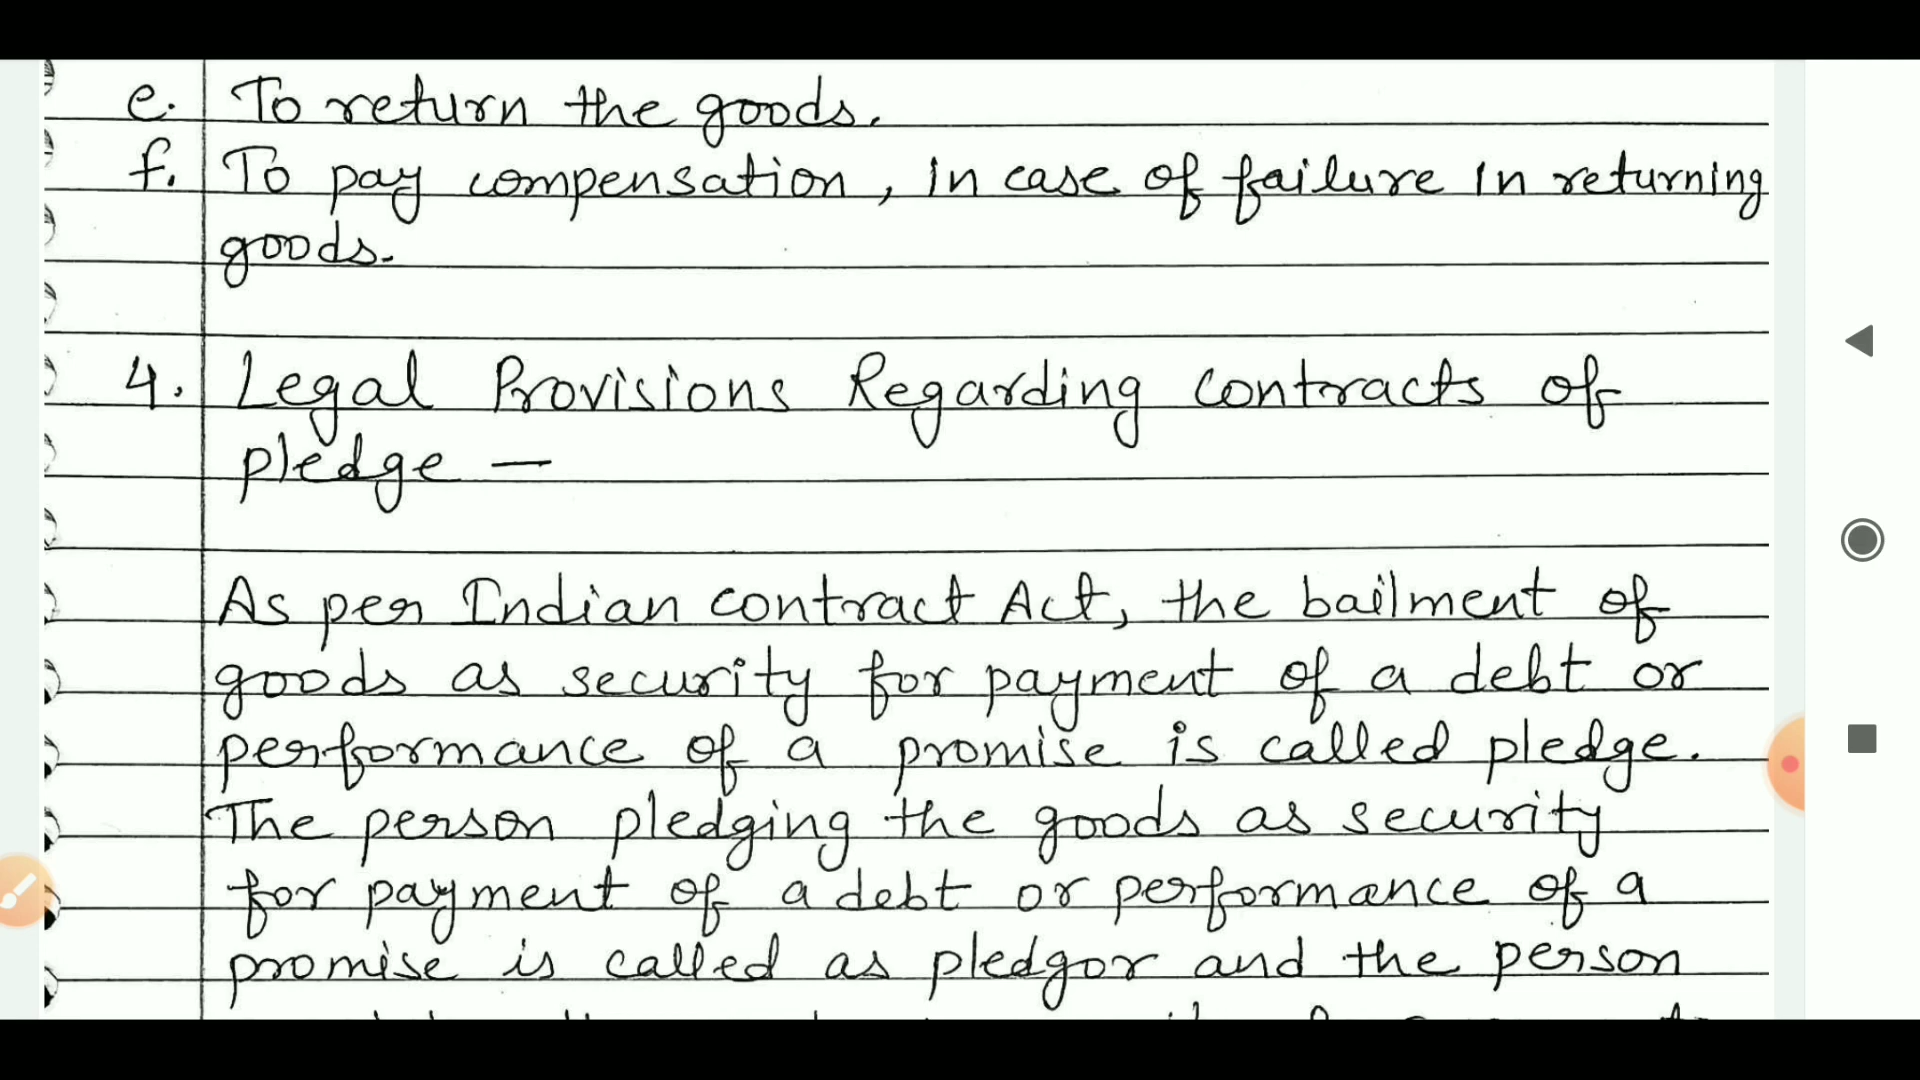 e. To return the goods.
f. To pay compensation, in case of failure in returning
goods.
4. Legal Provisions Regarding contracts of
pledge —
As per Indian contract Act, the bailment of
goods as security for payment of a debt or
performance of a promise is called pledge.
The person pledging the goods as security
for payment of a debt or performance of a
promise is called as pledgor and the person